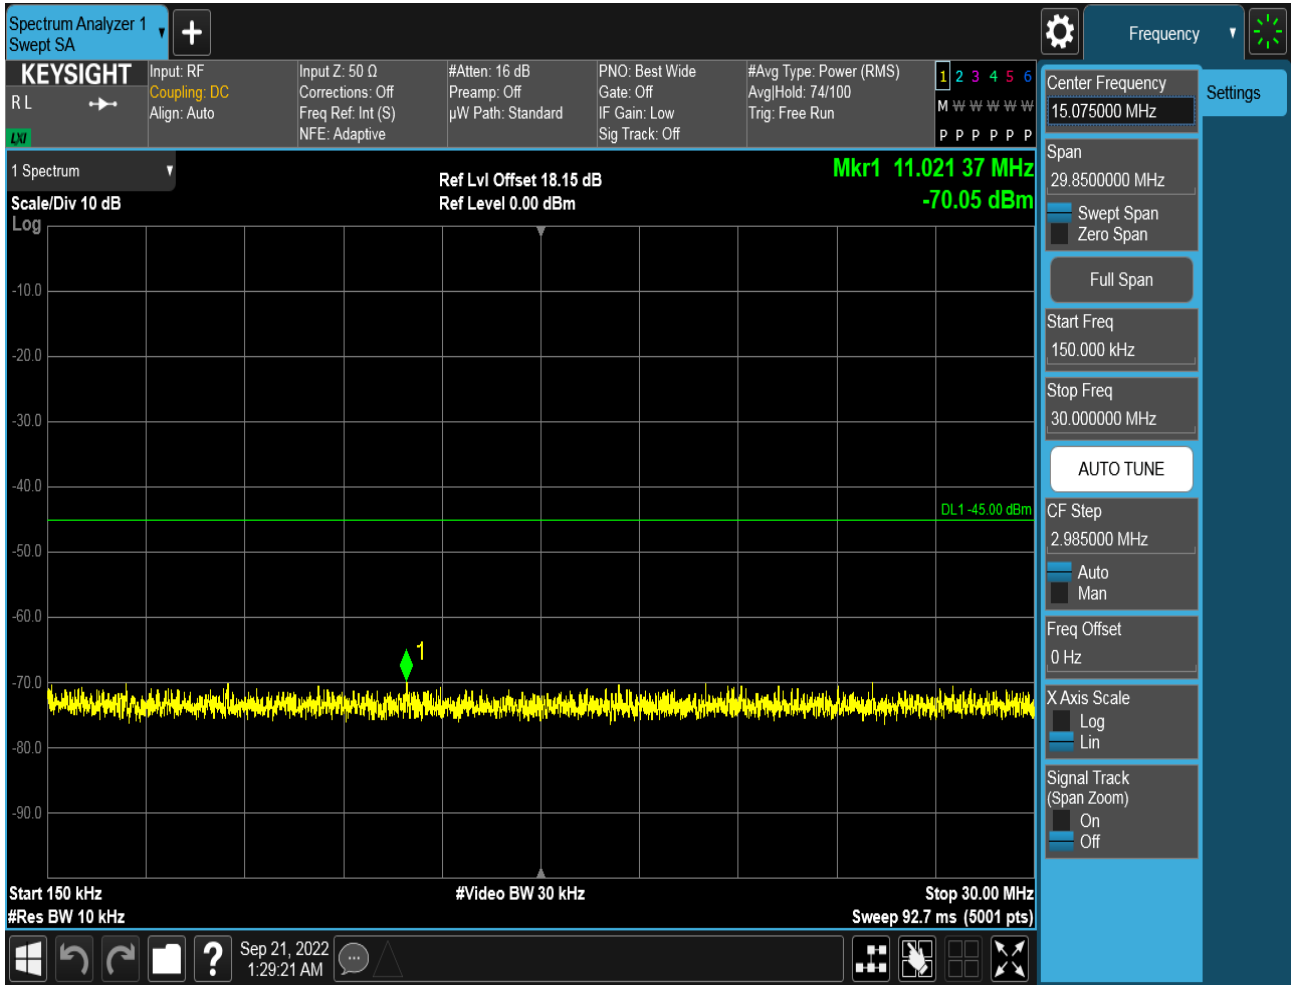 Spectrum Analyzer 1
Swept SA
Frequency
KEYSIGHT
R L
LXI
Input: RF
Coupling: DC
Align: Auto
Input Z: 50 Ω
Corrections: Off
Freq Ref: Int (S)
NFE: Adaptive
#Atten: 16 dB
Preamp: Off
µW Path: Standard
PNO: Best Wide
Gate: Off
IF Gain: Low
Sig Track: Off
#Avg Type: Power (RMS)
Avg|Hold: 74/100
Trig: Free Run
1 2 3 4 5 6
M W W W W W
P P P P P P
1 Spectrum
Scale/Div 10 dB
Log
Ref Lvl Offset 18.15 dB
Ref Level 0.00 dBm
Mkr1 11.021 37 MHz
-70.05 dBm
-10.0
-20.0
-30.0
-40.0
DL1 -45.00 dBm
-50.0
-60.0
1
-70.0
-80.0
-90.0
Start 150 kHz
#Video BW 30 kHz
Stop 30.00 MHz
#Res BW 10 kHz
Sweep 92.7 ms (5001 pts)
Center Frequency
15.075000 MHz
Settings
Span
29.8500000 MHz
Swept Span
Zero Span
Full Span
Start Freq
150.000 kHz
Stop Freq
30.000000 MHz
AUTO TUNE
CF Step
2.985000 MHz
Auto
Man
Freq Offset
0 Hz
X Axis Scale
Log
Lin
Signal Track
(Span Zoom)
On
Off
?
Sep 21, 2022
1:29:21 AM